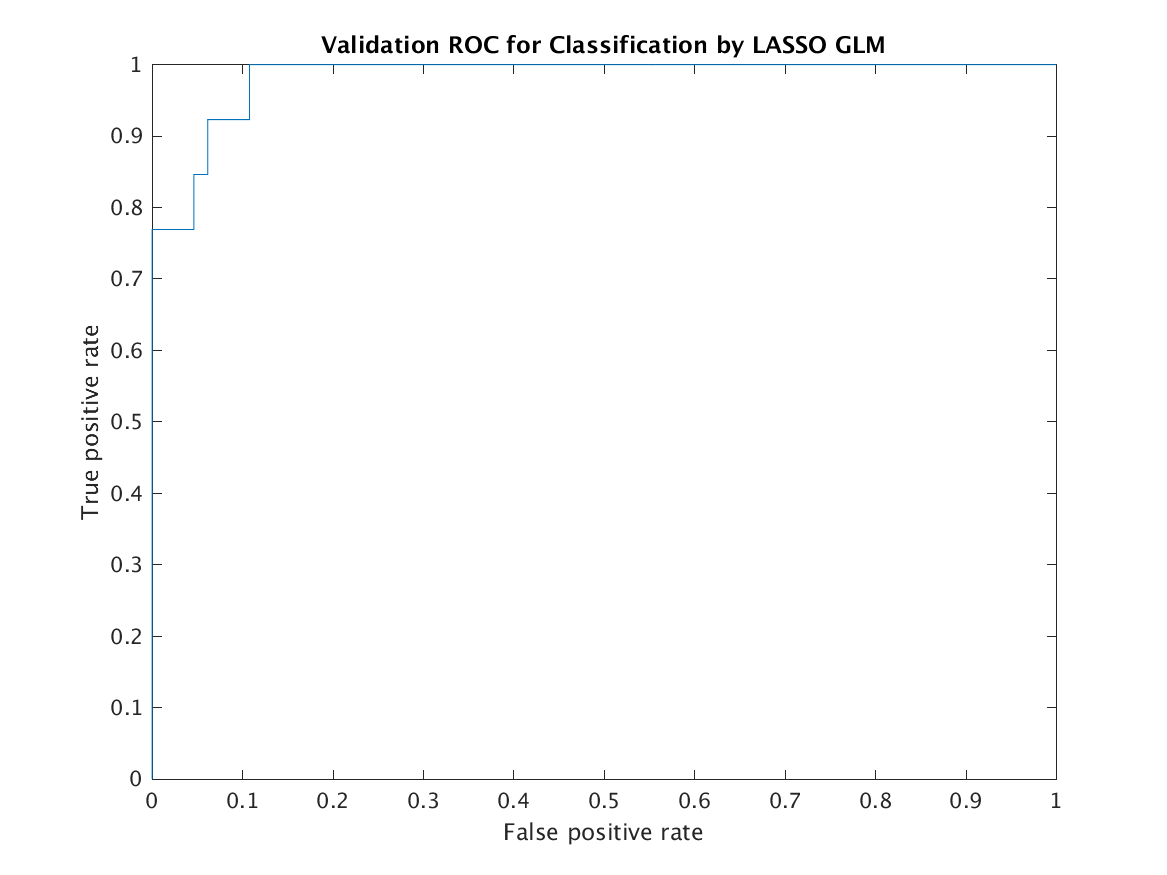 Validation ROC for Classification by LASSO GLM
1
0.9
0.8
0.7
0.6
0.5
0.4
0.3
0.2
0.1
0
True positive rate
0 0.1 0.2 0.3 0.4 0.5 0.6 0.7 0.8 0.9 1
False positive rate